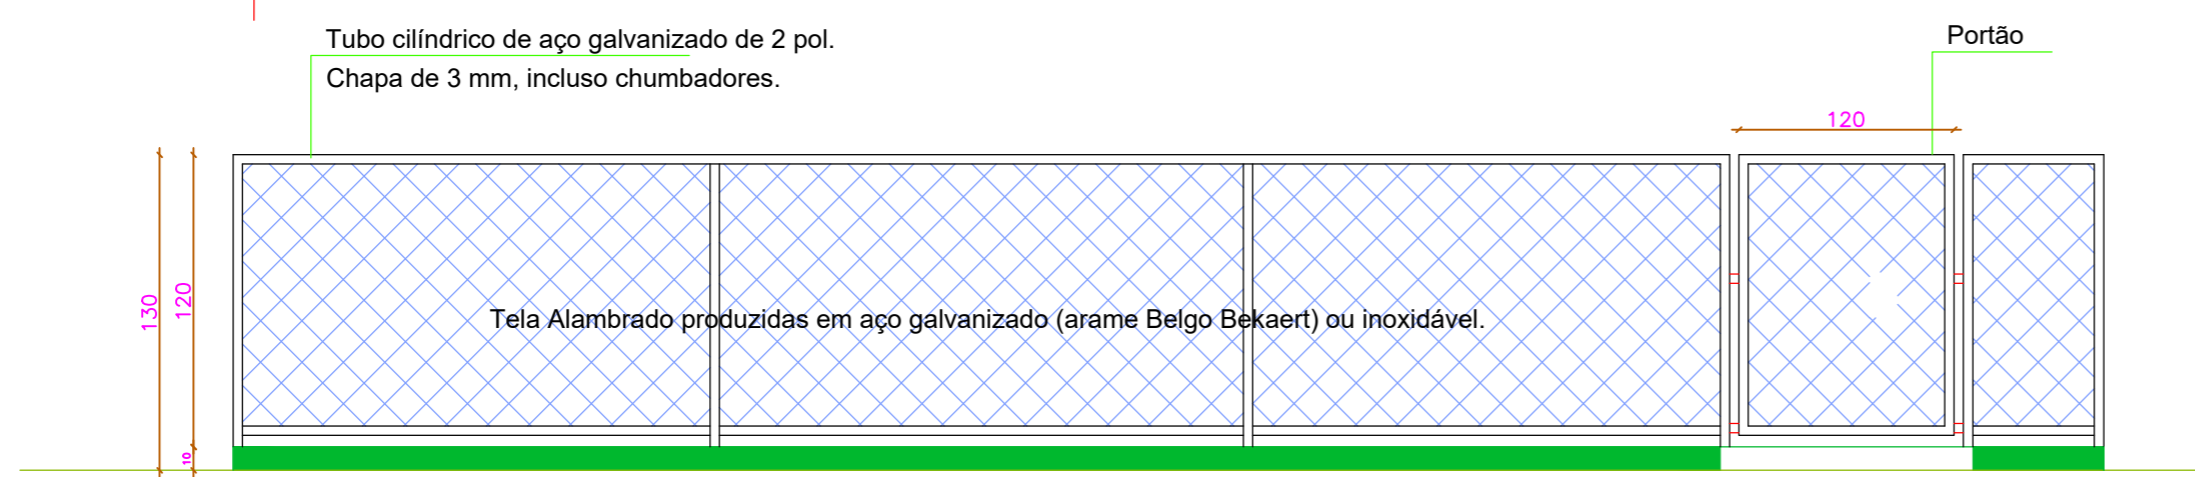 Tubo cilíndrico de aço galvanizado de 2 pol.
Chapa de 3 mm, incluso chumbadores.
Portão
120
130
120
10
Tela Alambrado produzidas em aço galvanizado (arame Belgo Bekaert) ou inoxidável.